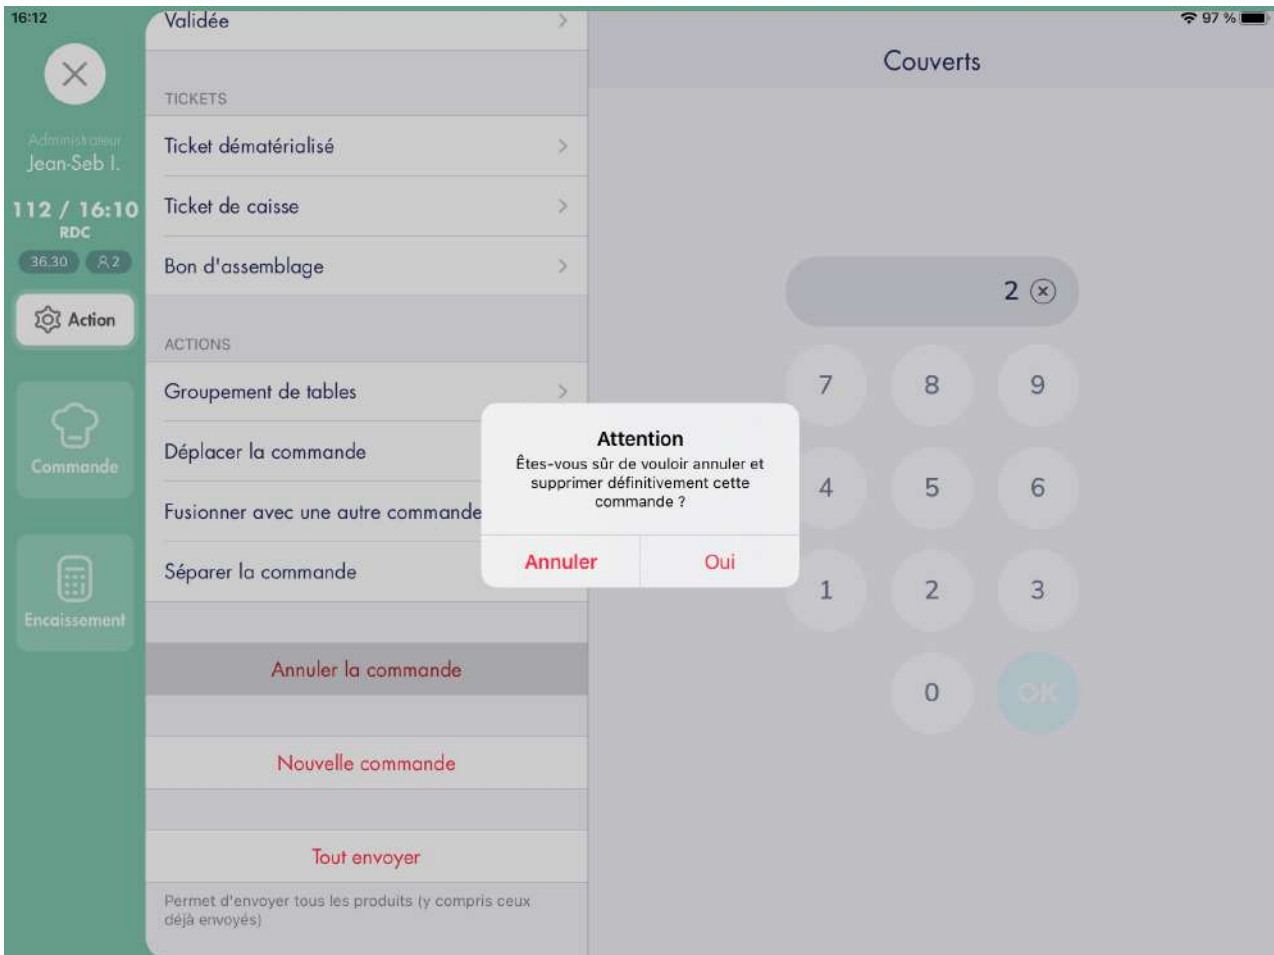 16:12
97 %
Administrateur
Jean-Seb I.
112 / 16:10
RDC
36.30
2
Action
Commande
Encaissement
Validée
TICKETS
Ticket dématérialisé
Ticket de caisse
Bon d'assemblage
ACTIONS
Groupement de tables
Déplacer la commande
Fusionner avec une autre commande
Séparer la commande
Annuler la commande
Nouvelle commande
Tout envoyer
Permet d'envoyer tous les produits (y compris ceux
déjà envoyés)
Attention
Êtes-vous sûr de vouloir annuler et
supprimer définitivement cette
commande ?
Annuler Oui
Couverts
2
7 8 9
4 5 6
1 2 3
0 OK